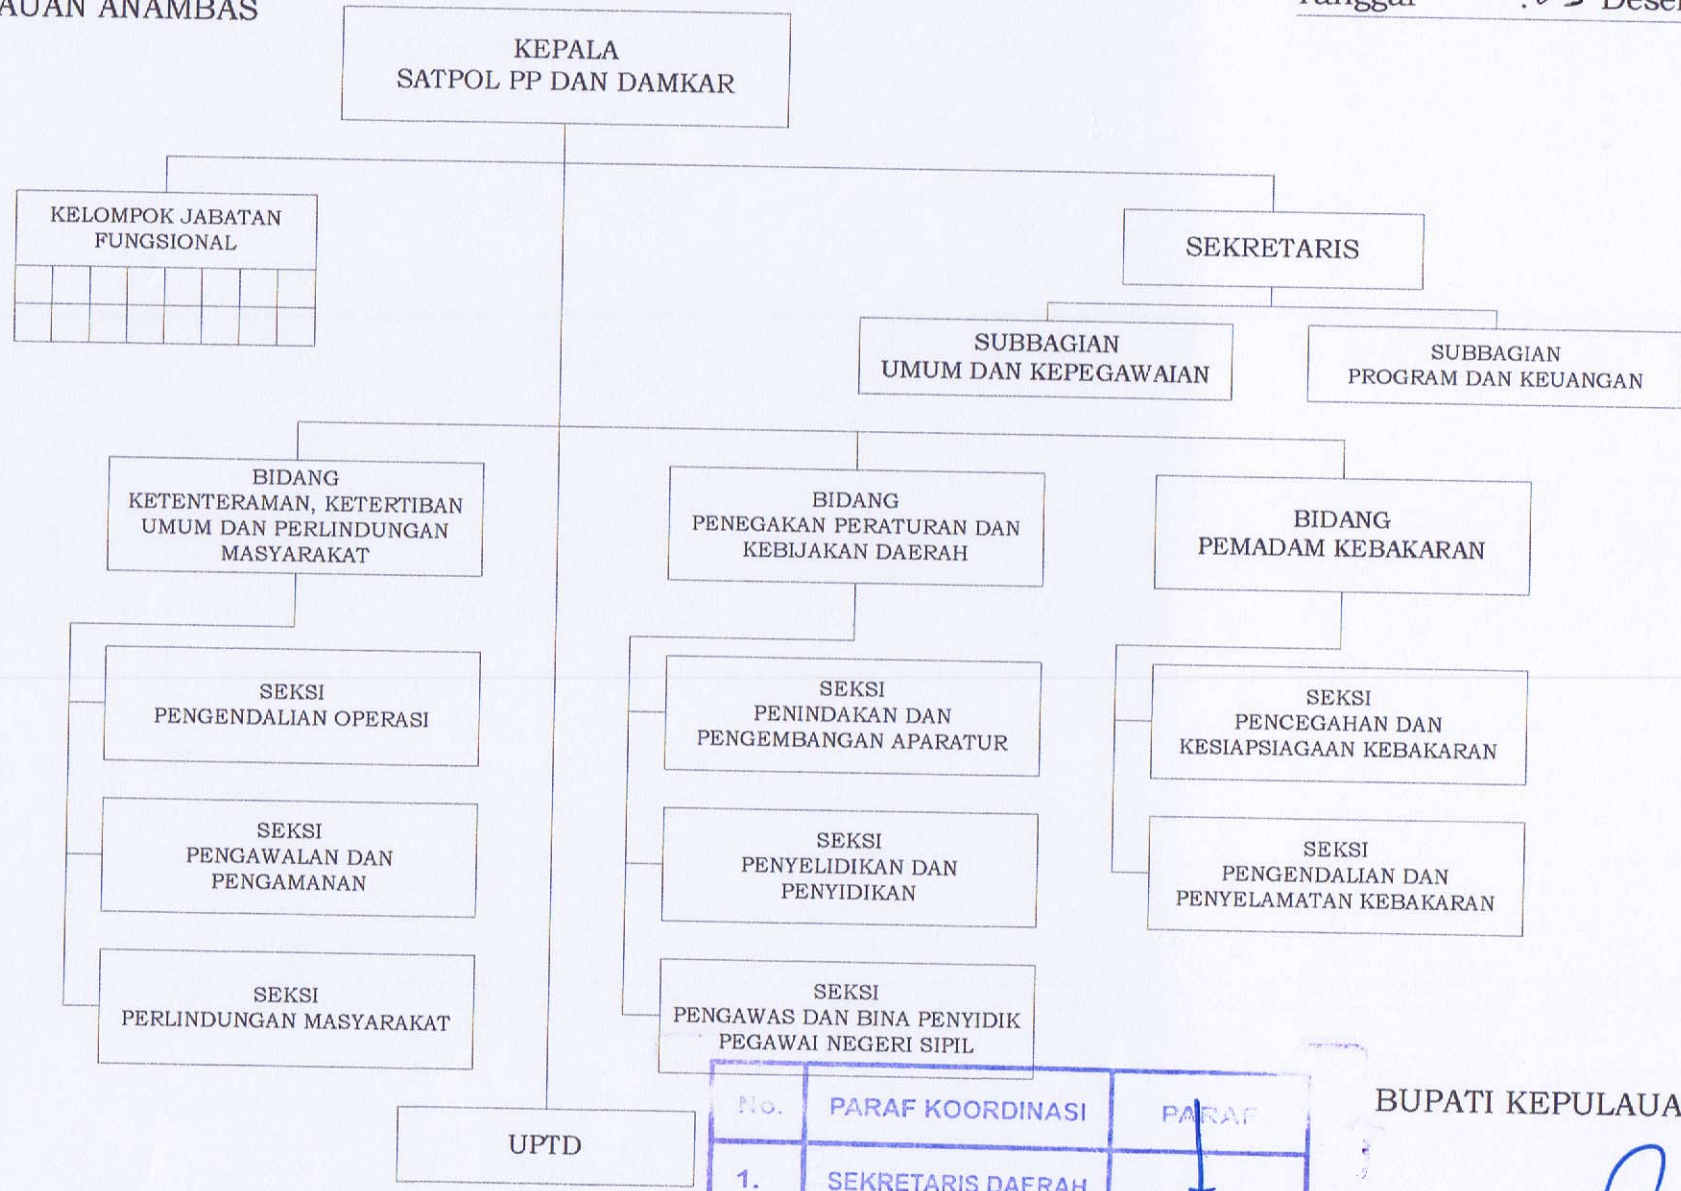 AUAN ANAMBAS
Tanggal
KEPALA
SATPOL PP DAN DAMKAR
KELOMPOK JABATAN
FUNGSIONAL
SEKRETARIS
SUBBAGIAN
UMUM DAN KEPEGAWAIAN
SUBBAGIAN
PROGRAM DAN KEUANGAN
BIDANG
KETENTERAMAN, KETERTIBAN
UMUM DAN PERLINDUNGAN
MASYARAKAT
BIDANG
PENEGAKAN PERATURAN DAN
KEBIJAKAN DAERAH
BIDANG
PEMADAM KEBAKARAN
SEKSI
PENGENDALIAN OPERASI
SEKSI
PENINDAKAN DAN
PENGEMBANGAN APARATUR
SEKSI
PENCEGAHAN DAN
KESIAPSIAGAAN KEBAKARAN
SEKSI
PENGAWALAN DAN
PENGAMANAN
SEKSI
PENYELIDIKAN DAN
PENYIDIKAN
SEKSI
PENGENDALIAN DAN
PENYELAMATAN KEBAKARAN
SEKSI
PERLINDUNGAN MASYARAKAT
SEKSI
PENGAWAS DAN BINA PENYIDIK
PEGAWAI NEGERI SIPIL
UPTD
No. PARAF KOORDINASI PARAF
1. SEKRETARIS DAERAH
BUPATI KEPULAUA